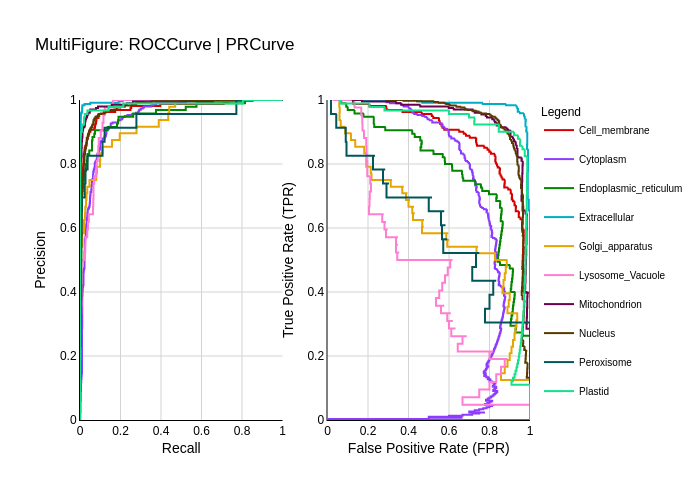 MultiFigure: ROCCurve | PRCurve
Precision
1
0.8
0.6
0.4
0.2
0
0 0.2 0.4 0.6 0.8 1
Recall
True Positive Rate (TPR)
1
0.8
0.6
0.4
0.2
0
0 0.2 0.4 0.6 0.8 1
False Positive Rate (FPR)
Legend
Cell_membrane
Cytoplasm
Endoplasmic_reticulum
Extracellular
Golgi_apparatus
Lysosome_Vacuole
Mitochondrion
Nucleus
Peroxisome
Plastid